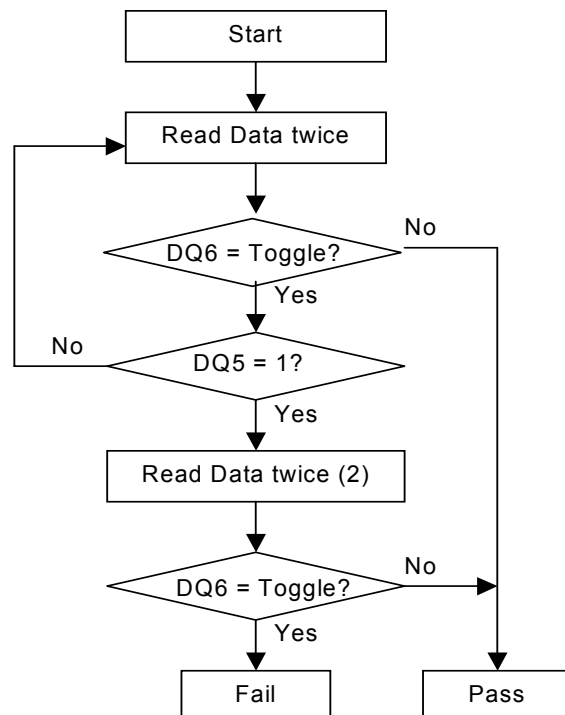 Start
Read Data twice
DQ6 = Toggle?
No
Yes
No
DQ5 = 1?
Yes
Read Data twice (2)
DQ6 = Toggle?
No
Yes
Fail
Pass